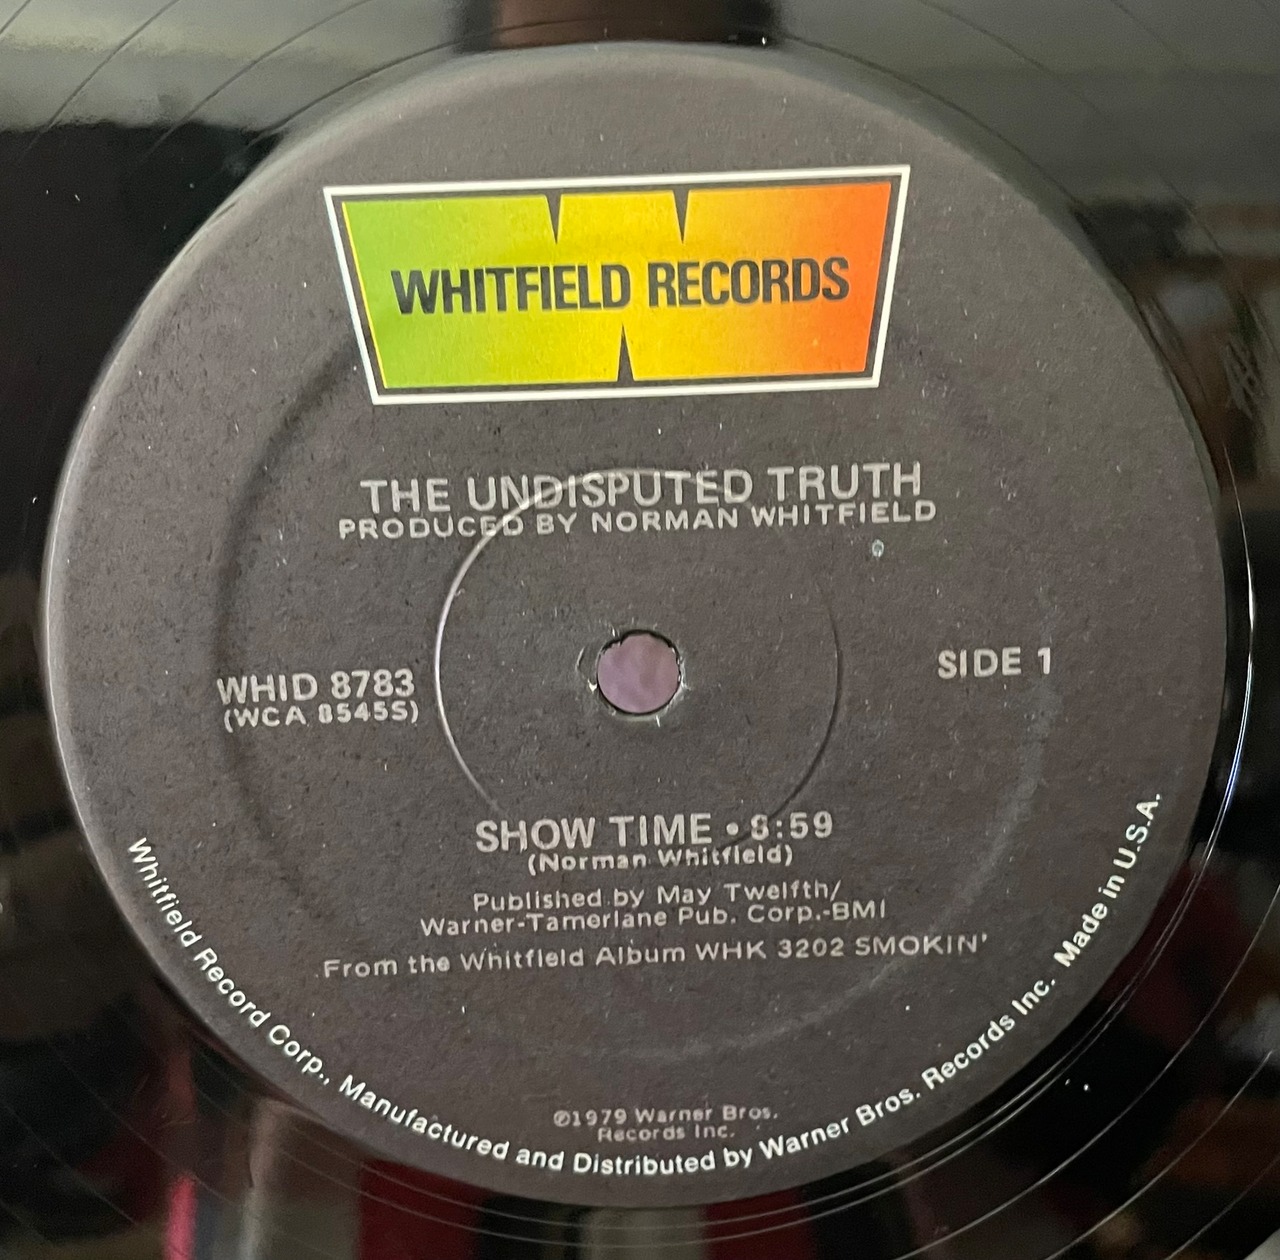 WHITFIELD RECORDS
THE UNDISPUTED TRUTH
PRODUCED BY NORMAN WHITFIELD
WHID 8783
(WCA 8545S)
SIDE 1
SHOW TIME • 8:59
(Norman Whitfield)
Published by May Twelfth/
Warner-Tamerlane Pub. Corp.-BMI
From the Whitfield Album WHK 3202 SMOKIN'
℗1979 Warner Bros.
Records Inc.
Whitfield Record Corp., Manufactured and Distributed by Warner Bros. Records Inc. Made in U.S.A.